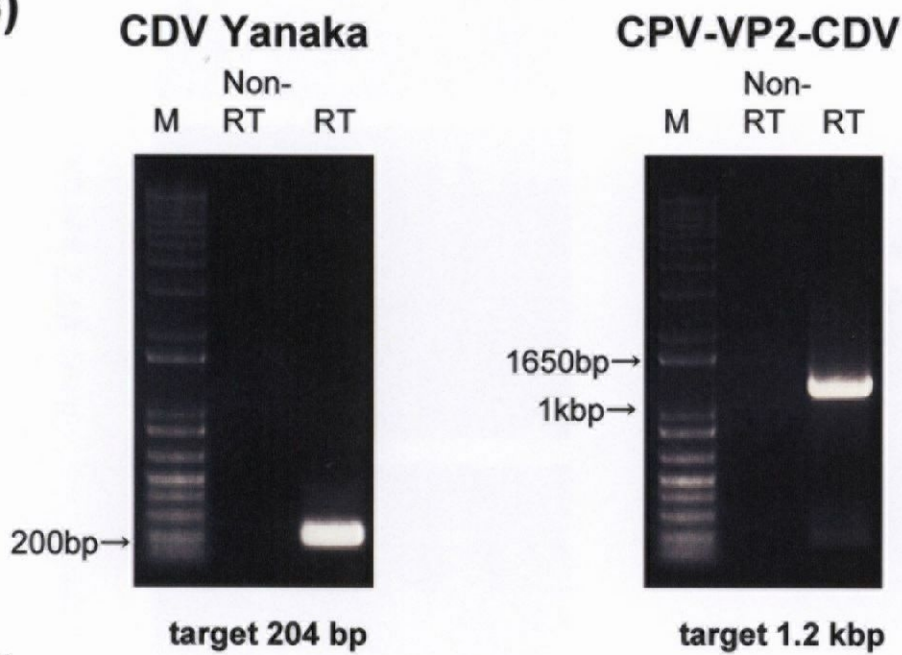 CDV Yanaka
Non-
M RT RT
200bp→
target 204 bp
CPV-VP2-CDV
Non-
M RT RT
1650bp→
1kbp→
target 1.2 kbp